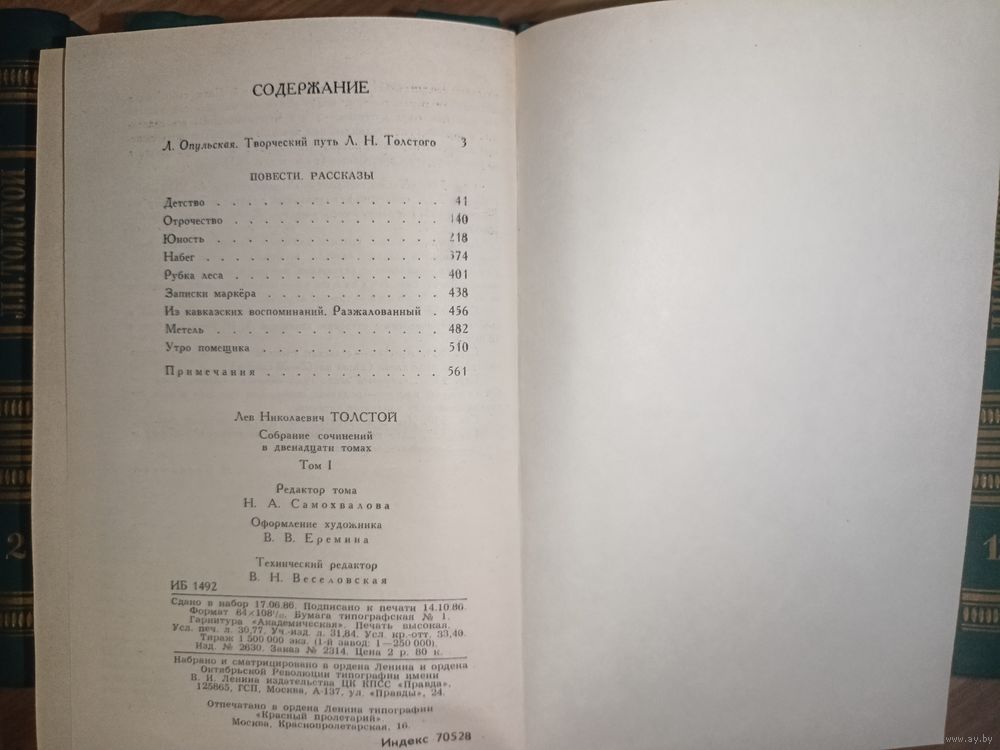 СОДЕРЖАНИЕ
Л. Опульская. Творческий путь Л. Н. Толстого 3
ПОВЕСТИ. РАССКАЗЫ
Детство . . . . . . . . . . . . . . 41
Отрочество . . . . . . . . . . . . . 140
Юность . . . . . . . . . . . . . . 218
Набег . . . . . . . . . . . . . . 374
Рубка леса . . . . . . . . . . . . . 401
Записки маркёра . . . . . . . . . . . 438
Из кавказских воспоминаний. Разжалованный . 456
Метель . . . . . . . . . . . . . . 482
Утро помещика . . . . . . . . . . . . 510
Примечания . . . . . . . . . . . . 561
Лев Николаевич ТОЛСТОЙ
Собрание сочинений
в двенадцати томах
Том I
Редактор тома
Н. А. Самохвалова
Оформление художника
В. В. Еремина
Технический редактор
В. Н. Веселовская
ИБ 1492
Сдано в набор 17.06.86. Подписано к печати 14.10.86.
Формат 84×108¹/₃₂. Бумага типографская № 1.
Гарнитура «Академическая». Печать высокая.
Усл. печ. л. 30,77. Уч.-изд. л. 31,84. Усл. кр.-отт. 33,40.
Тираж 1 500 000 экз. (1-й завод: 1—250 000).
Изд. № 2630. Заказ № 2314. Цена 2 р. 80 к.
Набрано и сматрицировано в ордена Ленина и ордена
Октябрьской Революции типографии имени
В. И. Ленина издательства ЦК КПСС «Правда»,
125865, ГСП, Москва, А-137, ул. «Правды», 24.
Отпечатано в ордена Ленина типографии
«Красный пролетарий».
Москва, Краснопролетарская, 16.
Индекс 70528
Л.Н.ТОЛСТОЙ
2
1
www.ay.by